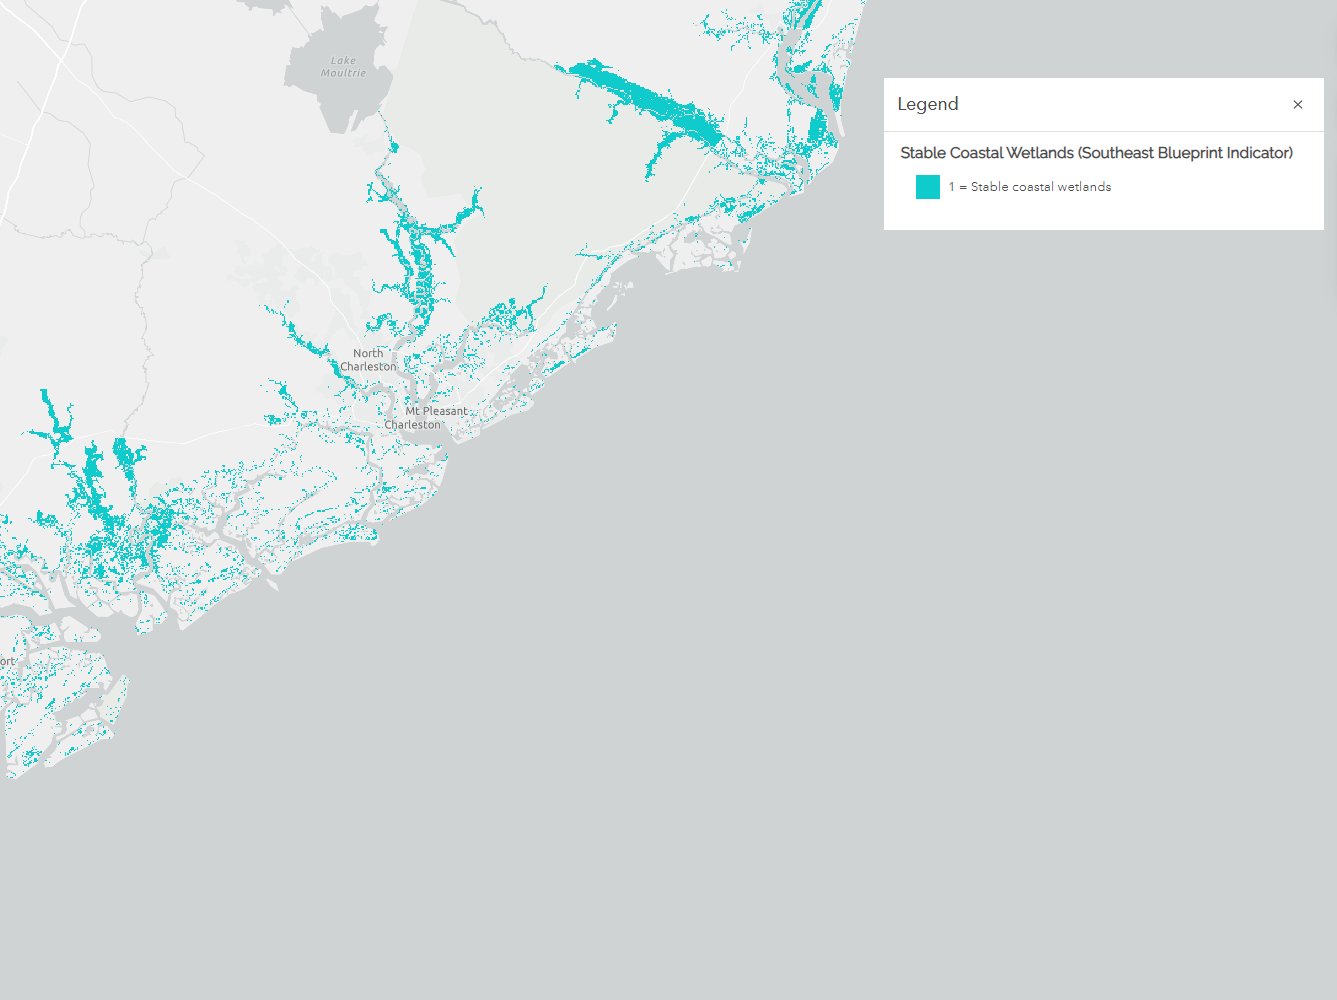 Lake
Moultrie
Legend
Stable Coastal Wetlands (Southeast Blueprint Indicator)
1 = Stable coastal wetlands
North
Charleston
Mt Pleasant
Charleston
ort